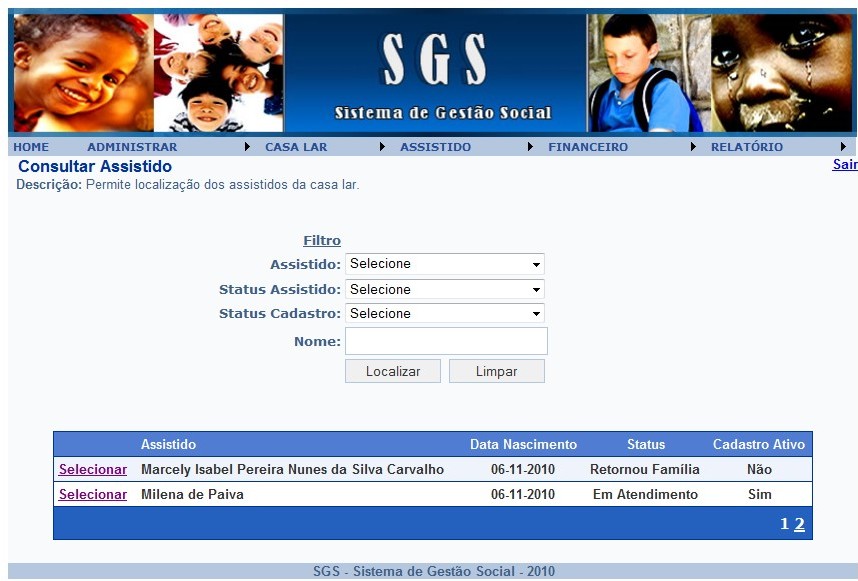 SGS
Sistema de Gestão Social
HOME ADMINISTRAR CASA LAR ASSISTIDO FINANCEIRO RELATÓRIO
Consultar Assistido Sair
Descrição: Permite localização dos assistidos da casa lar.
Filtro
Assistido: Selecione
Status Assistido: Selecione
Status Cadastro: Selecione
Nome:
Localizar Limpar
Assistido Data Nascimento Status Cadastro Ativo
Selecionar Marcely Isabel Pereira Nunes da Silva Carvalho 06-11-2010 Retornou Família Não
Selecionar Milena de Paiva 06-11-2010 Em Atendimento Sim
1 2
SGS - Sistema de Gestão Social - 2010